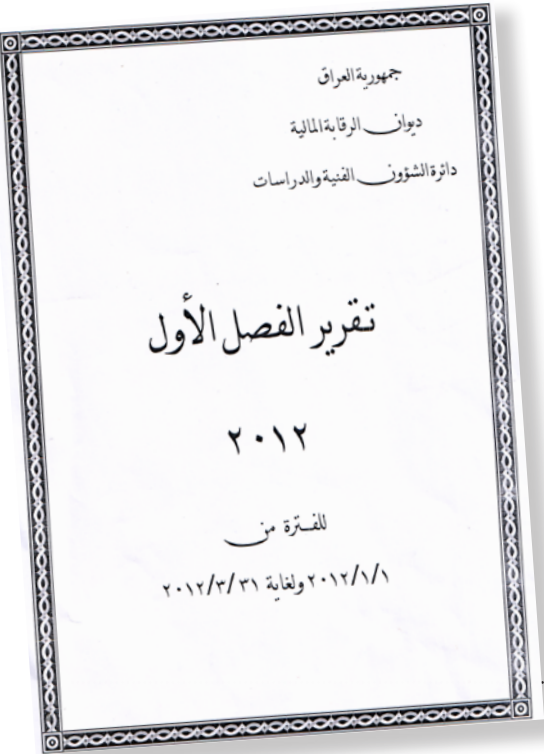 جمهورية العراق
ديوان الرقابة المالية
دائرة الشؤون الفنية والدراسات
تقرير الفصل الأول
٢٠١٢
للفترة من
٢٠١٢/١/١ ولغاية ٢٠١٢/٣/٣١